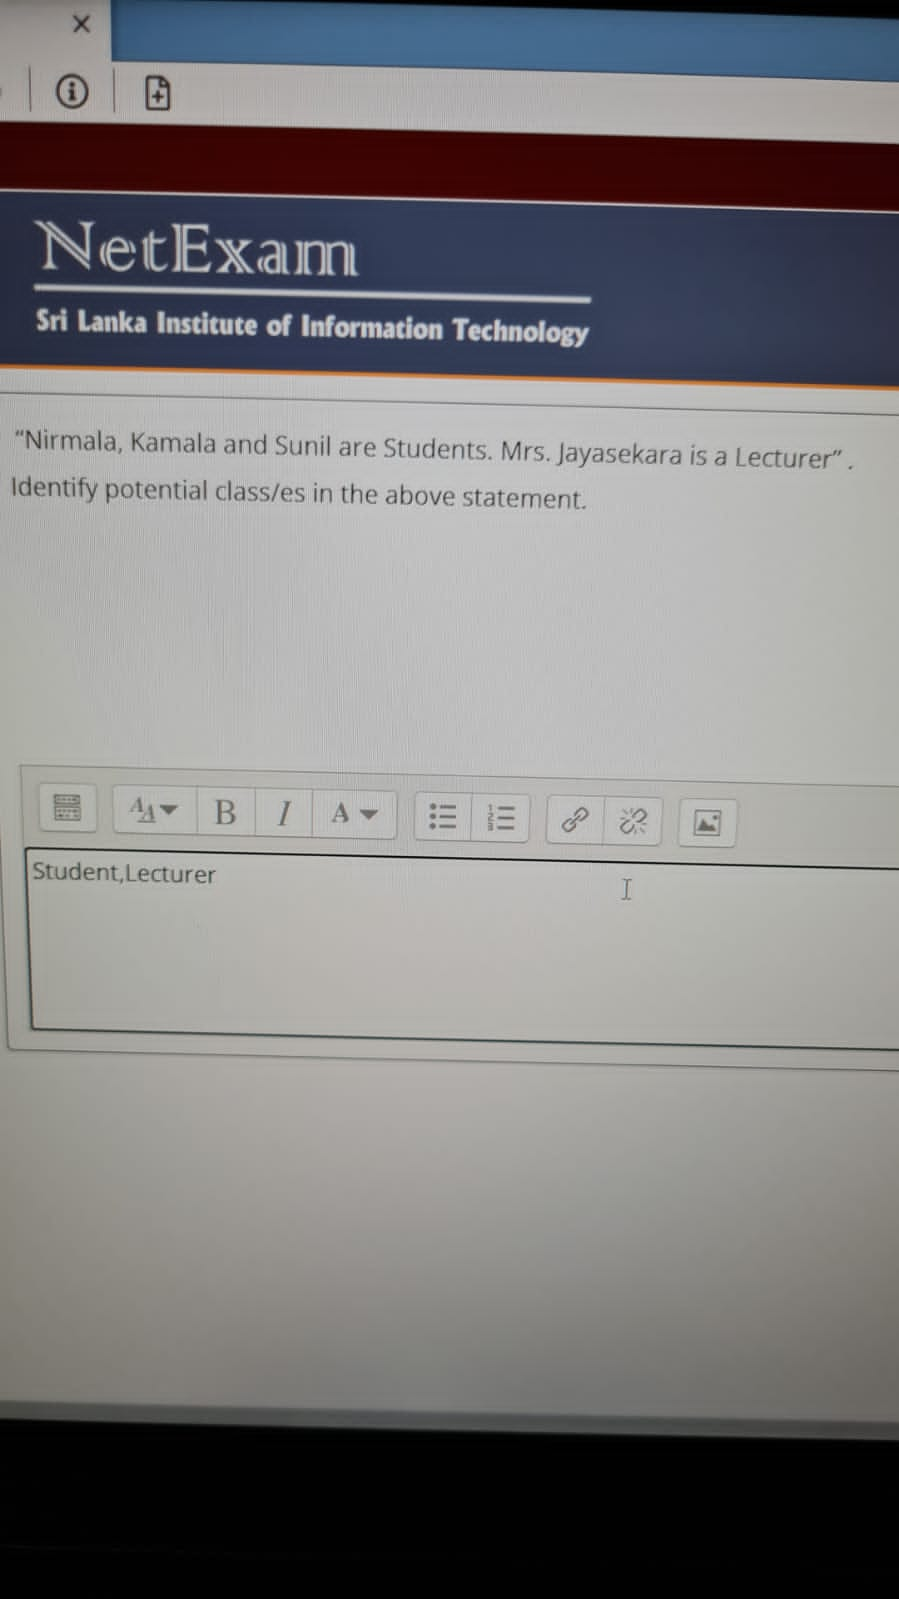 NetExam
Sri Lanka Institute of Information Technology
“Nirmala, Kamala and Sunil are Students. Mrs. Jayasekara is a Lecturer” .
Identify potential class/es in the above statement.
Student,Lecturer